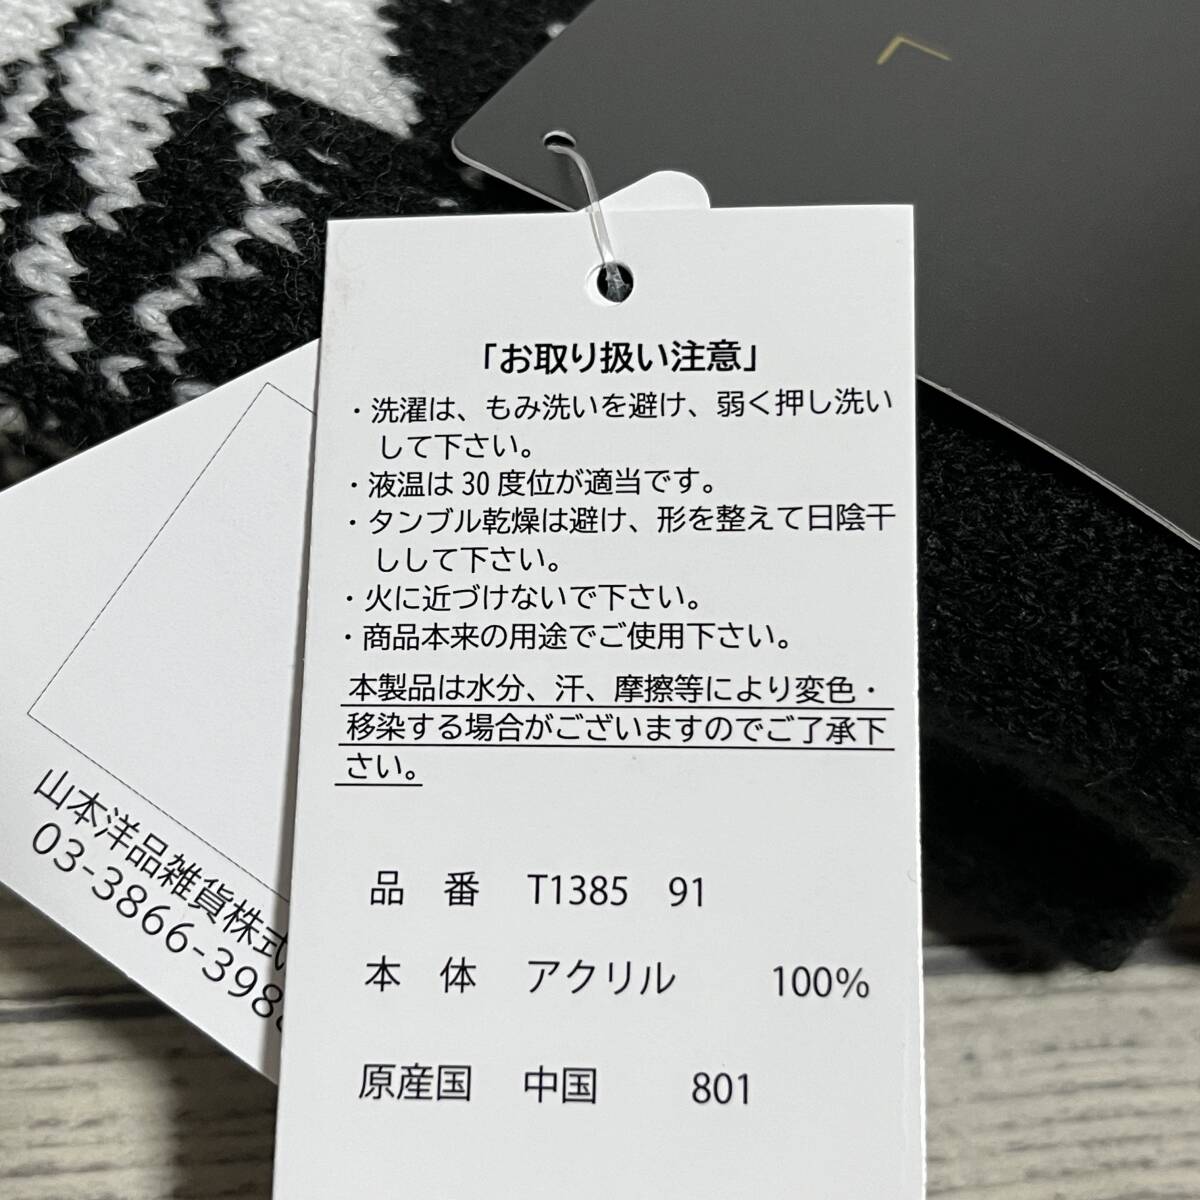 「お取り扱い注意」
・洗濯は、もみ洗いを避け、弱く押し洗い
して下さい。
・液温は 30 度位が適当です。
・タンブル乾燥は避け、形を整えて日陰干
ししして下さい。
・火に近づけないで下さい。
・商品本来の用途でご使用下さい。
本製品は水分、汗、摩擦等により変色・
移染する場合がございますのでご了承下
さい。
品 番 T1385 91
本 体 アクリル 100%
原産国 中国 801
山本洋品雑貨株式
03-3866-398